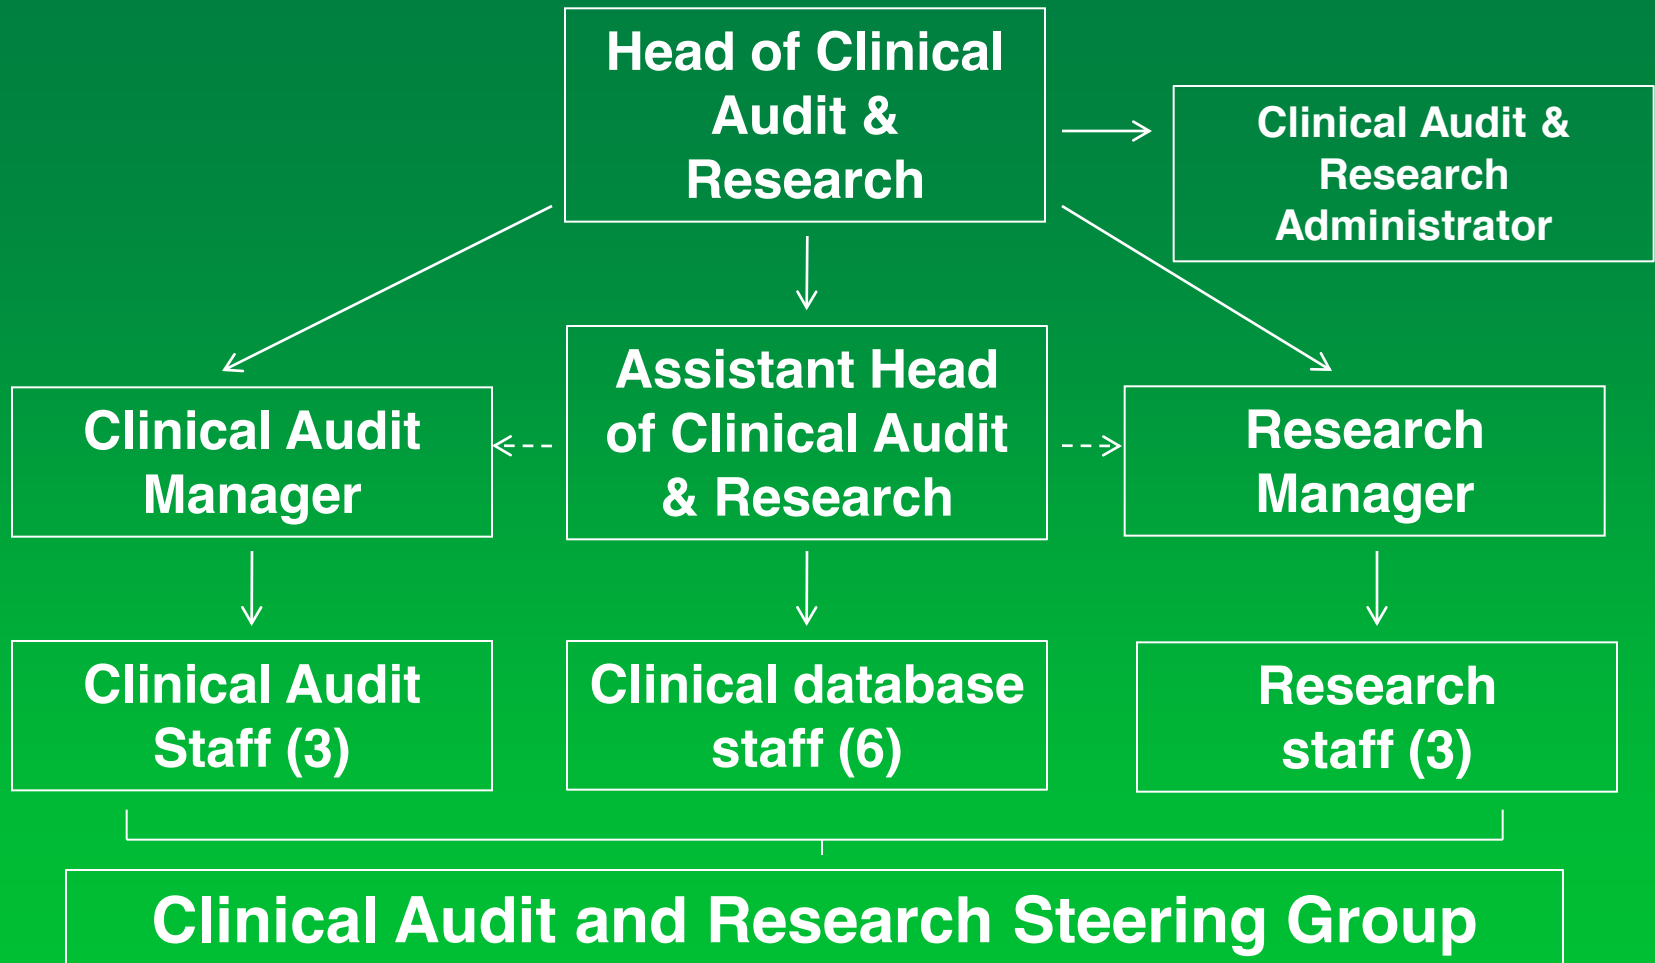 Head of Clinical
Audit &
Research
Clinical Audit &
Research
Administrator
Clinical Audit
Manager
Assistant Head
of Clinical Audit
& Research
Research
Manager
Clinical Audit
Staff (3)
Clinical database
staff (6)
Research
staff (3)
Clinical Audit and Research Steering Group